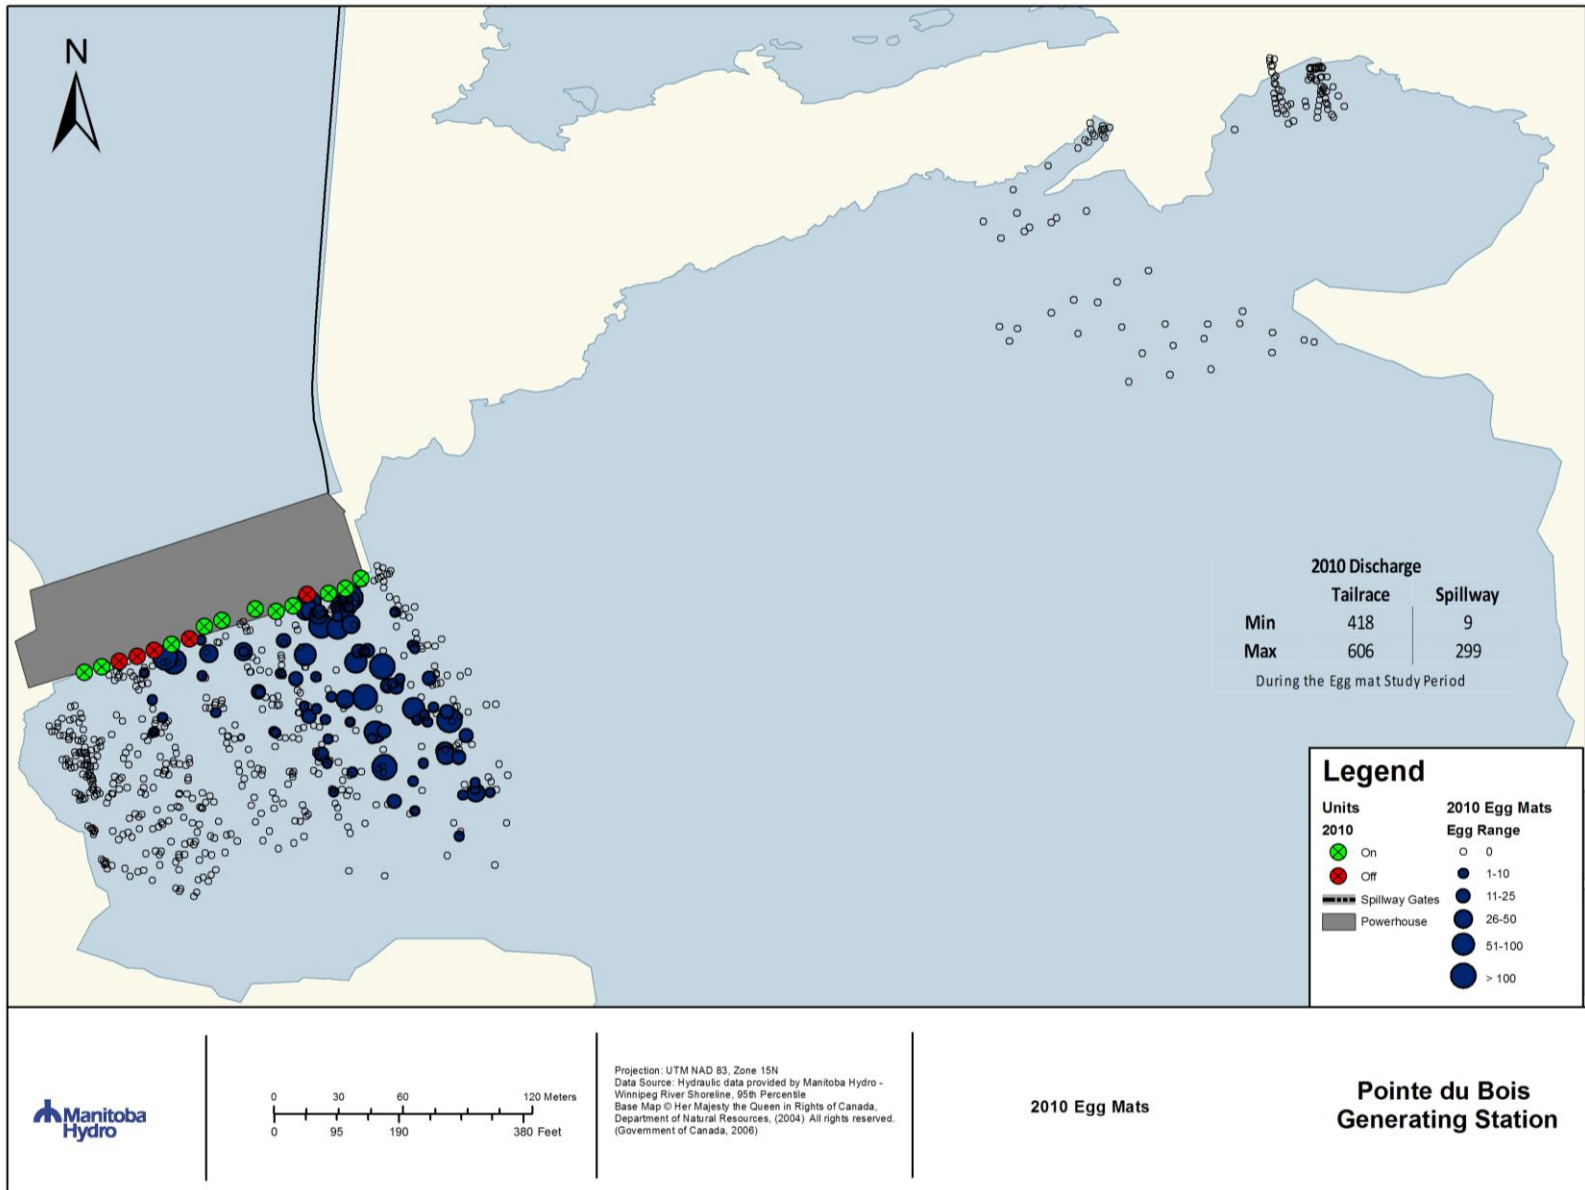 N
2010 Discharge
Tailrace Spillway
Min 418 9
Max 606 299
During the Egg mat Study Period
Legend
Units
2010
On
Off
Spillway Gates
Powerhouse
2010 Egg Mats
Egg Range
0
1-10
11-25
26-50
51-100
> 100
Manitoba
Hydro
0 30 60 120 Meters
0 95 190 380 Feet
Projection: UTM NAD 83, Zone 15N
Data Source: Hydraulic data provided by Manitoba Hydro -
Winnipeg River Shoreline, 95th Percentile
Base Map © Her Majesty the Queen in Rights of Canada,
Department of Natural Resources, (2004) All rights reserved.
(Government of Canada, 2006)
2010 Egg Mats
Pointe du Bois
Generating Station